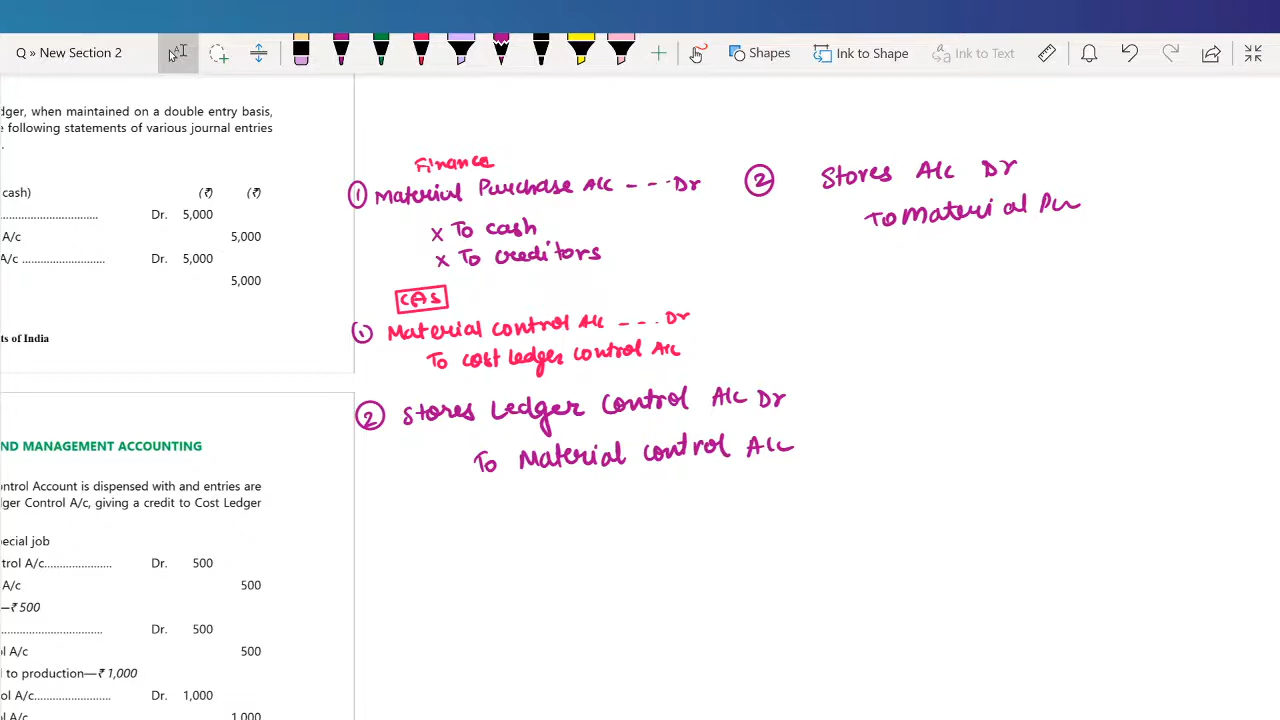 Q » New Section 2
Shapes
Ink to Shape
Ink to Text
dger, when maintained on a double entry basis,
e following statements of various journal entries
.
cash) (₹) (₹)
Dr. 5,000
A/c 5,000
A/c ........................... Dr. 5,000
5,000
ts of India
ND MANAGEMENT ACCOUNTING
ontrol Account is dispensed with and entries are
ger Control A/c, giving a credit to Cost Ledger
ecial job
trol A/c...................... Dr. 500
A/c 500
—₹ 500
Dr. 500
ol A/c 500
l to production—₹ 1,000
ol A/c........................ Dr. 1,000
1,000
Finance
① Material Purchase A/c - - - Dr
x To cash
x To creditors
CAS
① Material control A/c - - - Dr
To cost ledger control A/c
② Stores Ledger Control A/c Dr
To Material control A/c
② Stores A/c Dr
To Material Pu